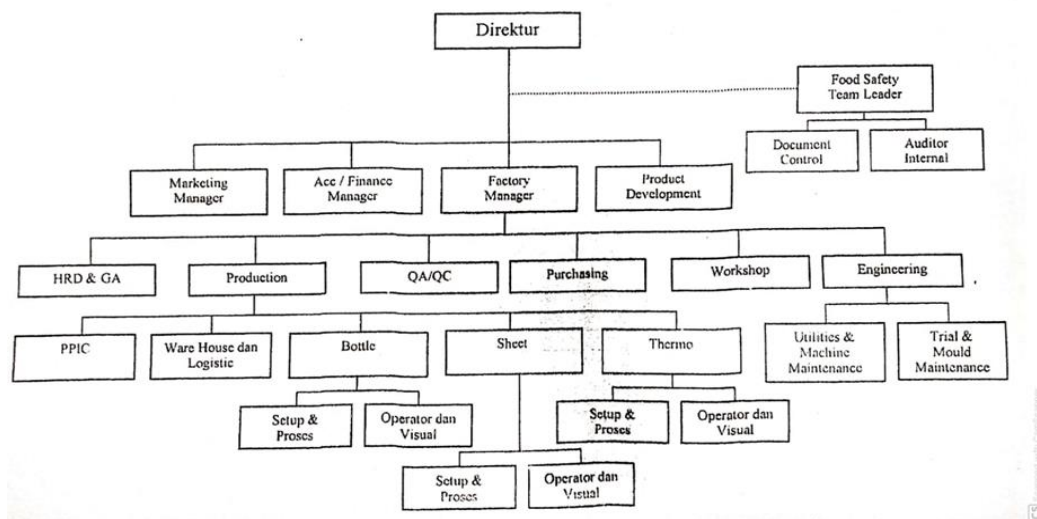 Direktur
Food Safety
Team Leader
Document
Control
Auditor
Internal
Marketing
Manager
Acc / Finance
Manager
Factory
Manager
Product
Development
HRD & GA
Production
QA/QC
Purchasing
Workshop
Engineering
PPIC
Ware House dan
Logistic
Bottle
Sheet
Thermo
Utilities &
Machine
Maintenance
Trial &
Mould
Maintenance
Setup &
Proses
Operator dan
Visual
Setup &
Proses
Operator dan
Visual
Setup &
Proses
Operator dan
Visual
CS